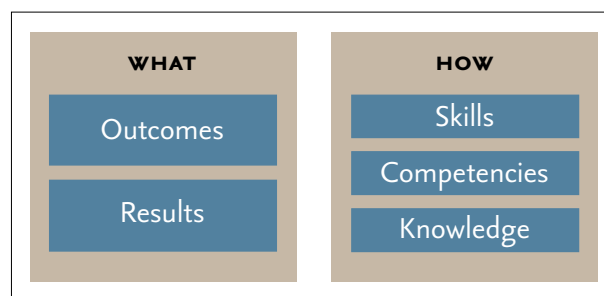 WHAT
Outcomes
Results
HOW
Skills
Competencies
Knowledge